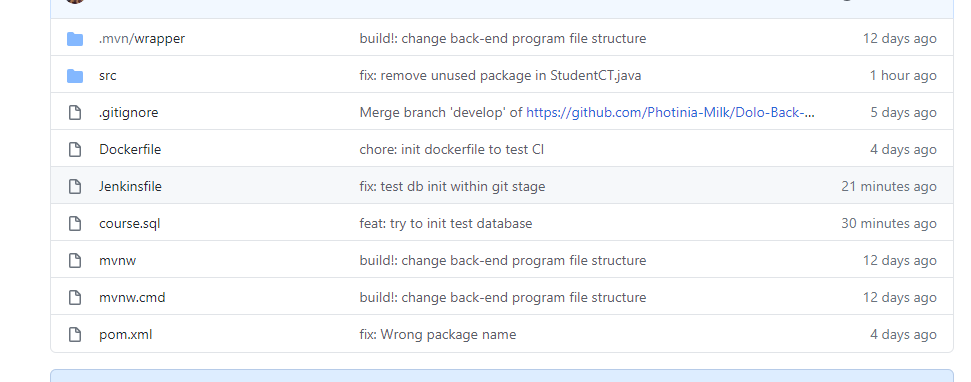 .mvn/wrapper build!: change back-end program file structure 12 days ago
src fix: remove unused package in StudentCT.java 1 hour ago
.gitignore Merge branch 'develop' of https://github.com/Photinia-Milk/Dolo-Back-... 5 days ago
Dockerfile chore: init dockerfile to test CI 4 days ago
Jenkinsfile fix: test db init within git stage 21 minutes ago
course.sql feat: try to init test database 30 minutes ago
mvnw build!: change back-end program file structure 12 days ago
mvnw.cmd build!: change back-end program file structure 12 days ago
pom.xml fix: Wrong package name 4 days ago